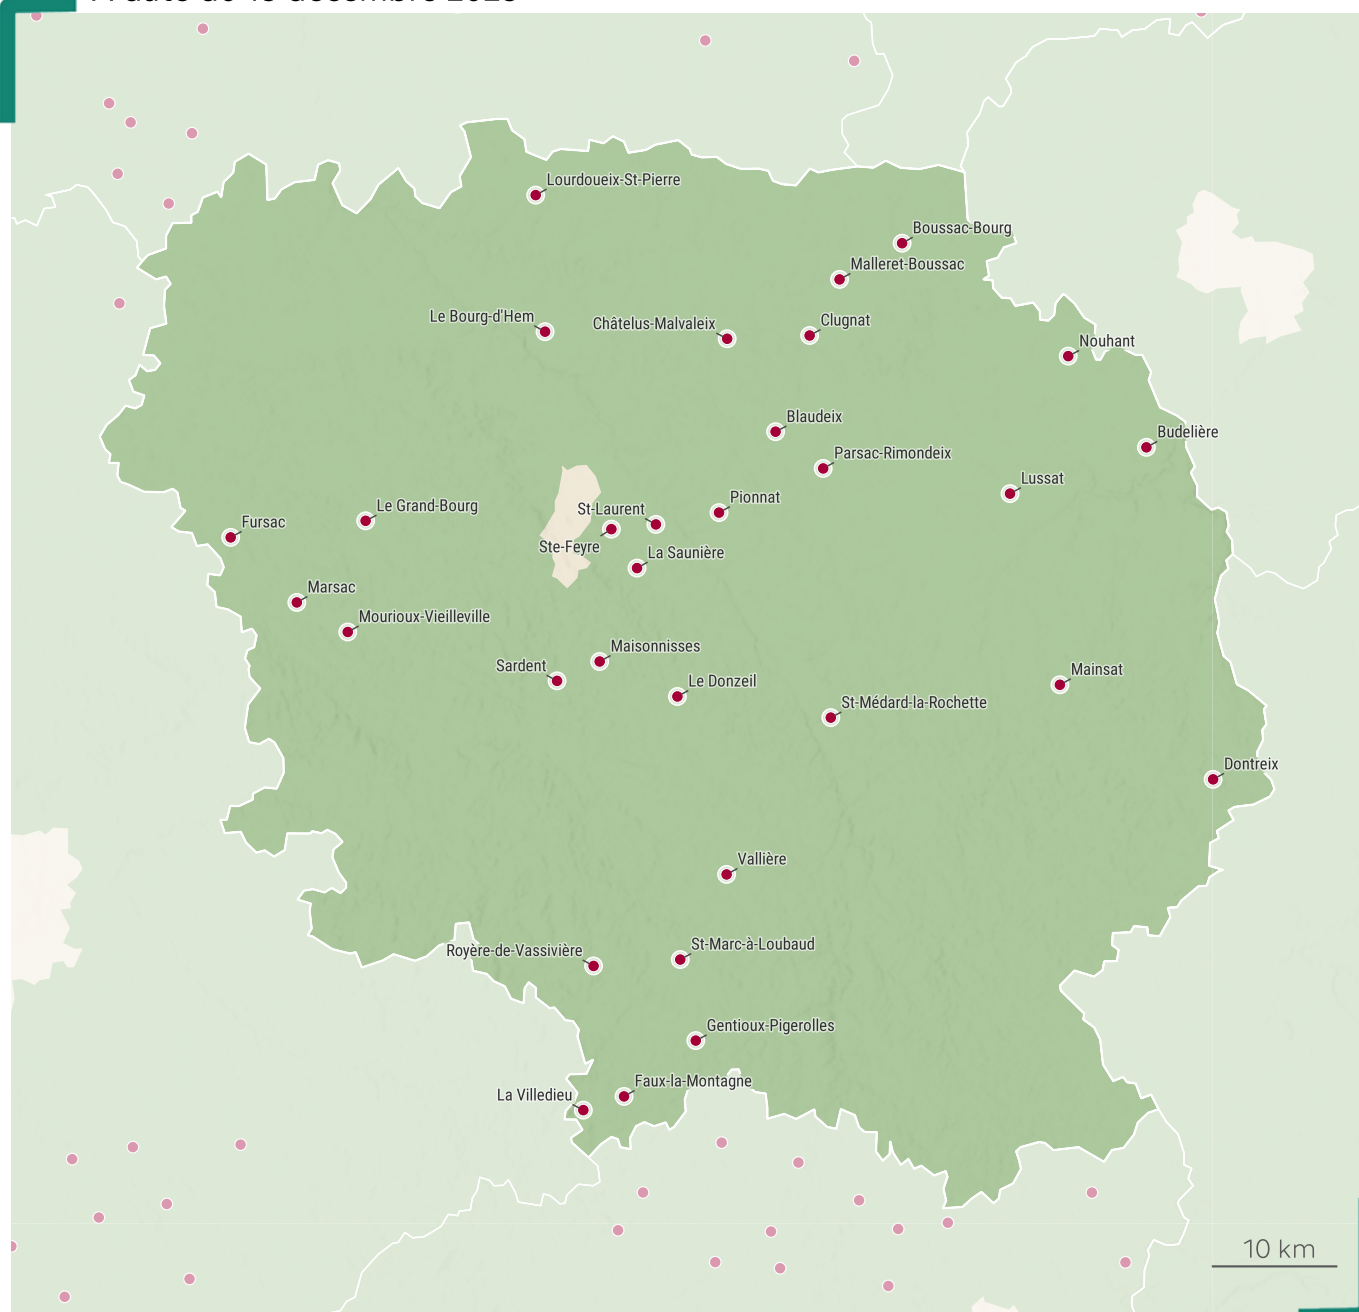 décembre
Lourdoueix-St-Pierre
Boussac-Bourg
Malleret-Boussac
Le Bourg-d'Hem
Châtelus-Malvaleix
Clugnat
Nouhant
Blaudeix
Budelière
Parsac-Rimondeix
Lussat
Pionnat
Le Grand-Bourg
St-Laurent
Fursac
Ste-Feyre
La Saunière
Marsac
Mourioux-Vieilleville
Maisonnisses
Sardent
Mainsat
Le Donzeil
St-Médard-la-Rochette
Dontreix
Vallière
St-Marc-à-Loubaud
Royère-de-Vassivière
Gentioux-Pigerolles
Faux-la-Montagne
La Villedieu
10 km